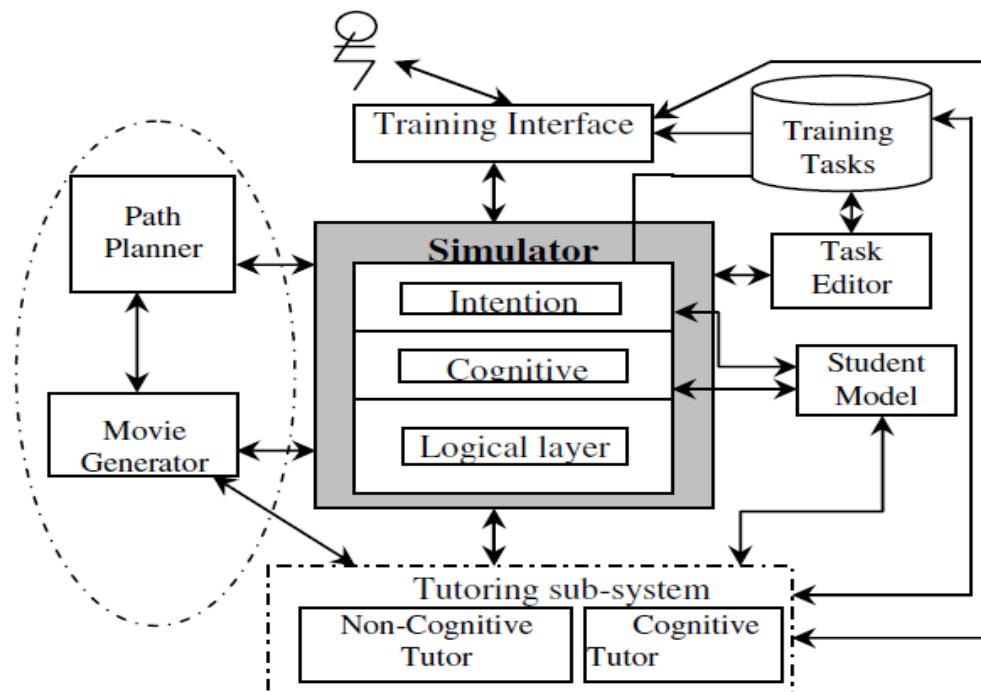 Training Interface
Training
Tasks
Path
Planner
Simulator
Task
Editor
Intention
Cognitive
Student
Model
Movie
Generator
Logical layer
Tutoring sub-system
Non-Cognitive
Tutor
Cognitive
Tutor